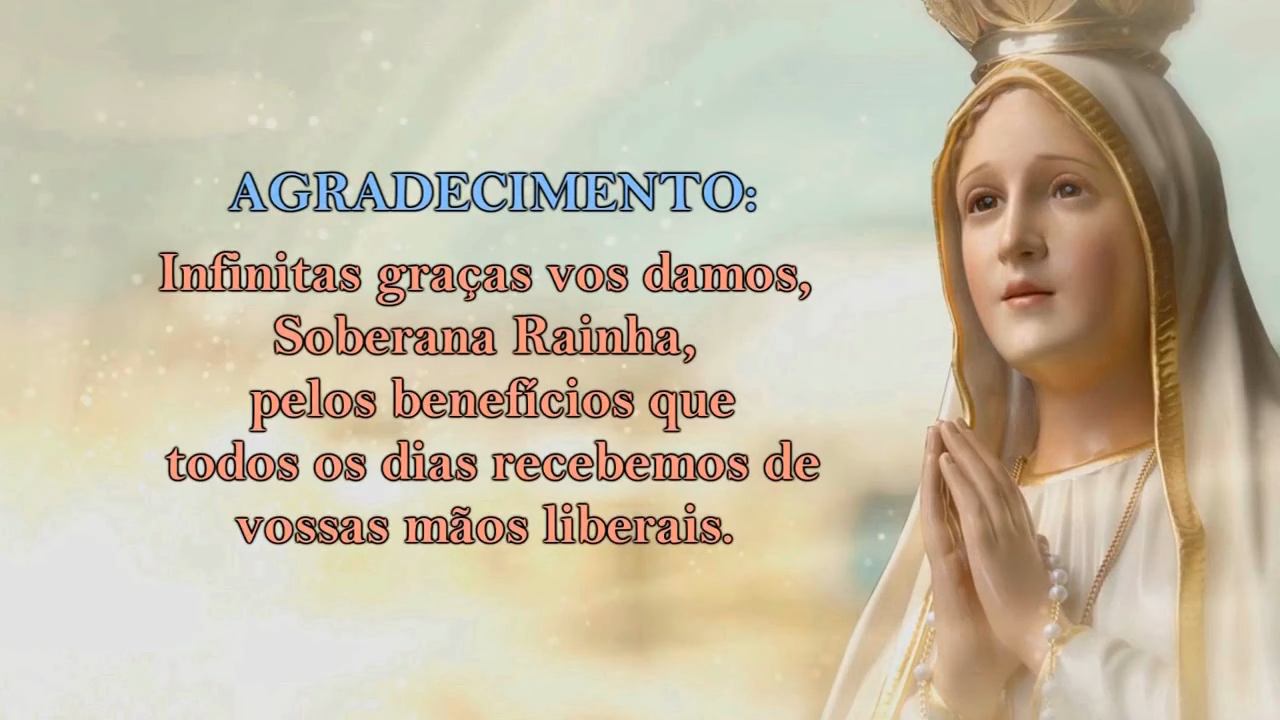 AGRADECIMENTO:
Infinitas graças vos damos,
Soberana Rainha,
pelos benefícios que
todos os dias recebemos de
vossas mãos liberais.